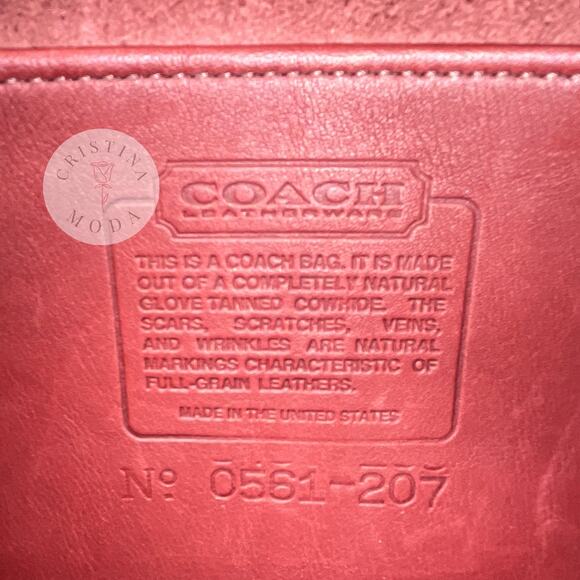 CRISTINA
MODA
COACH
LEATHERWARE
THIS IS A COACH BAG. IT IS MADE
OUT OF A COMPLETELY NATURAL
GLOVE TANNED COWHIDE. THE
SCARS, SCRATCHES, VEINS,
AND WRINKLES ARE NATURAL
MARKINGS CHARACTERISTIC OF
FULL-GRAIN LEATHERS.
MADE IN THE UNITED STATES
Nº 0561-207